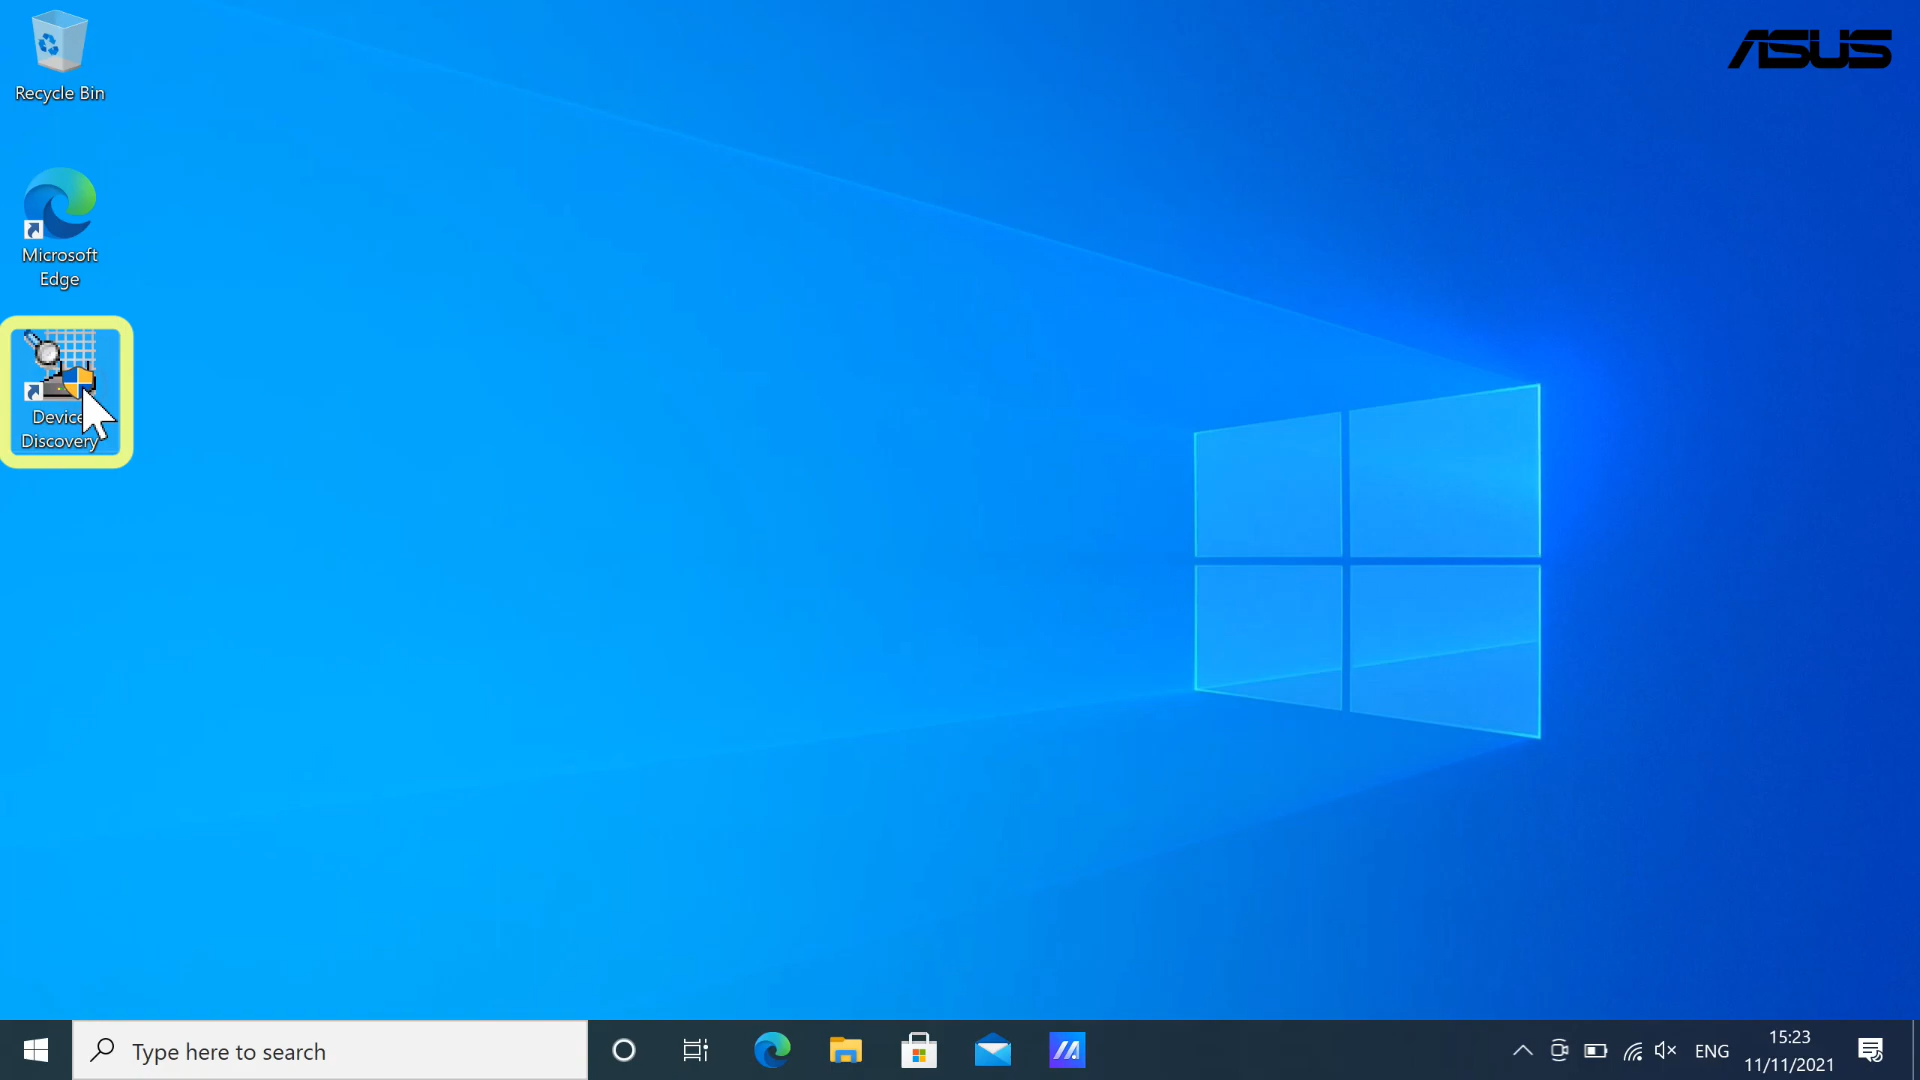 Recycle Bin
ASUS
Microsoft
Edge
Device
Discovery
Type here to search
ENG
15:23
11/11/2021